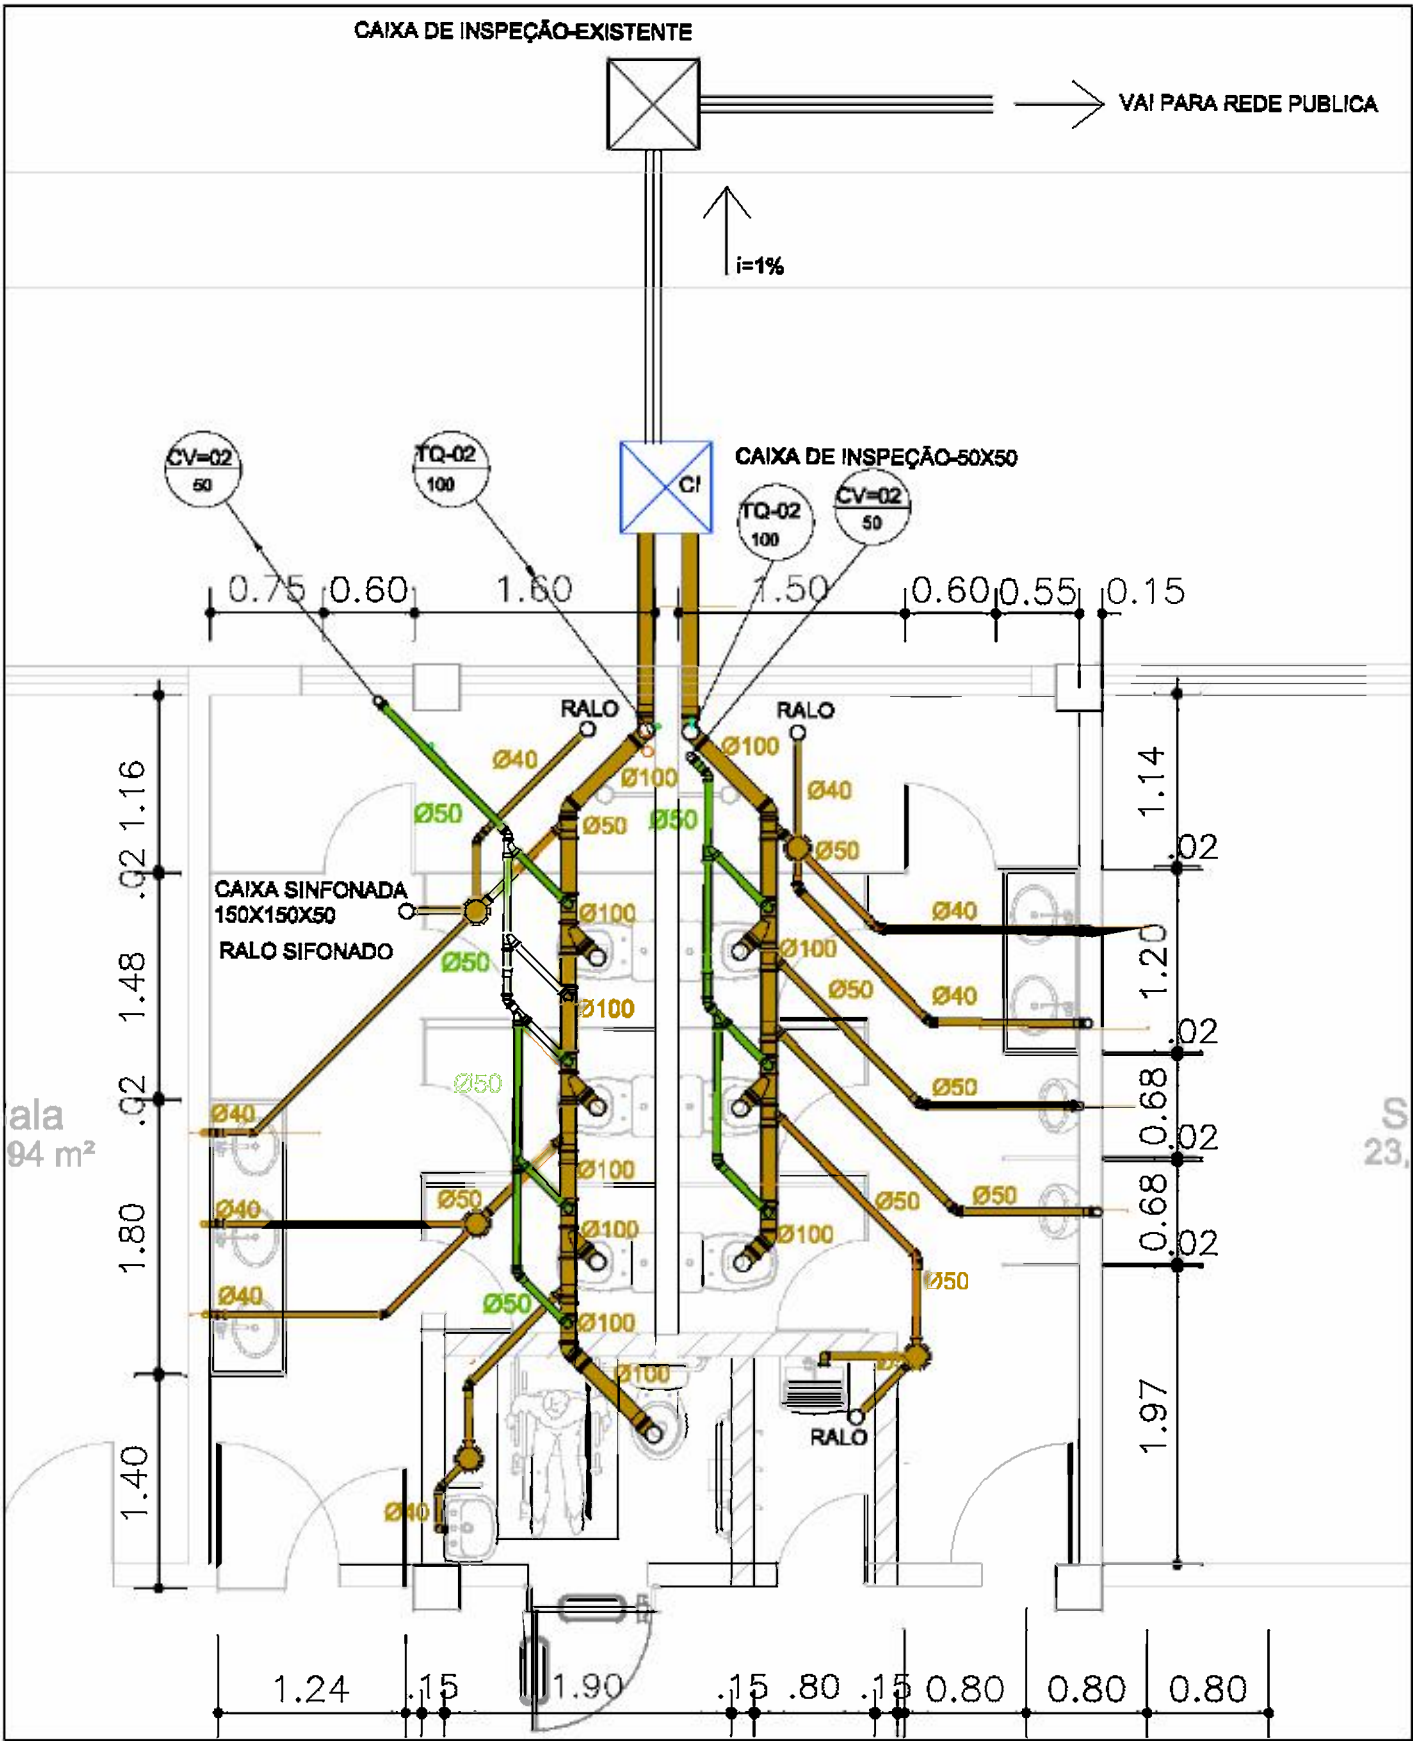 CAIXA DE INSPEÇÃO-EXISTENTE
VAI PARA REDE PUBLICA
i=1%
CV=02
50
TQ-02
100
CI
CAIXA DE INSPEÇÃO-50X50
TQ-02
100
CV=02
50
0.75
0.60
1.60
1.50
0.60
0.55
0.15
RALO
RALO
Ø40
Ø100
Ø100
Ø40
Ø50
Ø50
Ø50
Ø50
1.16
1.14
.02
.02
CAIXA SINFONADA
150X150X50
RALO SIFONADO
Ø100
Ø40
Ø50
Ø100
Ø50
Ø40
1.48
1.20
Ø100
.02
Ø50
Ø50
0.68
.02
ala
94 m²
Ø40
S
23,
.02
Ø100
Ø50
Ø50
Ø50
0.68
Ø40
1.80
Ø100
Ø100
.02
Ø40
Ø50
Ø50
Ø100
Ø100
1.97
RALO
1.40
Ø40
1.24
.15
1.90
.15
.80
.15
0.80
0.80
0.80